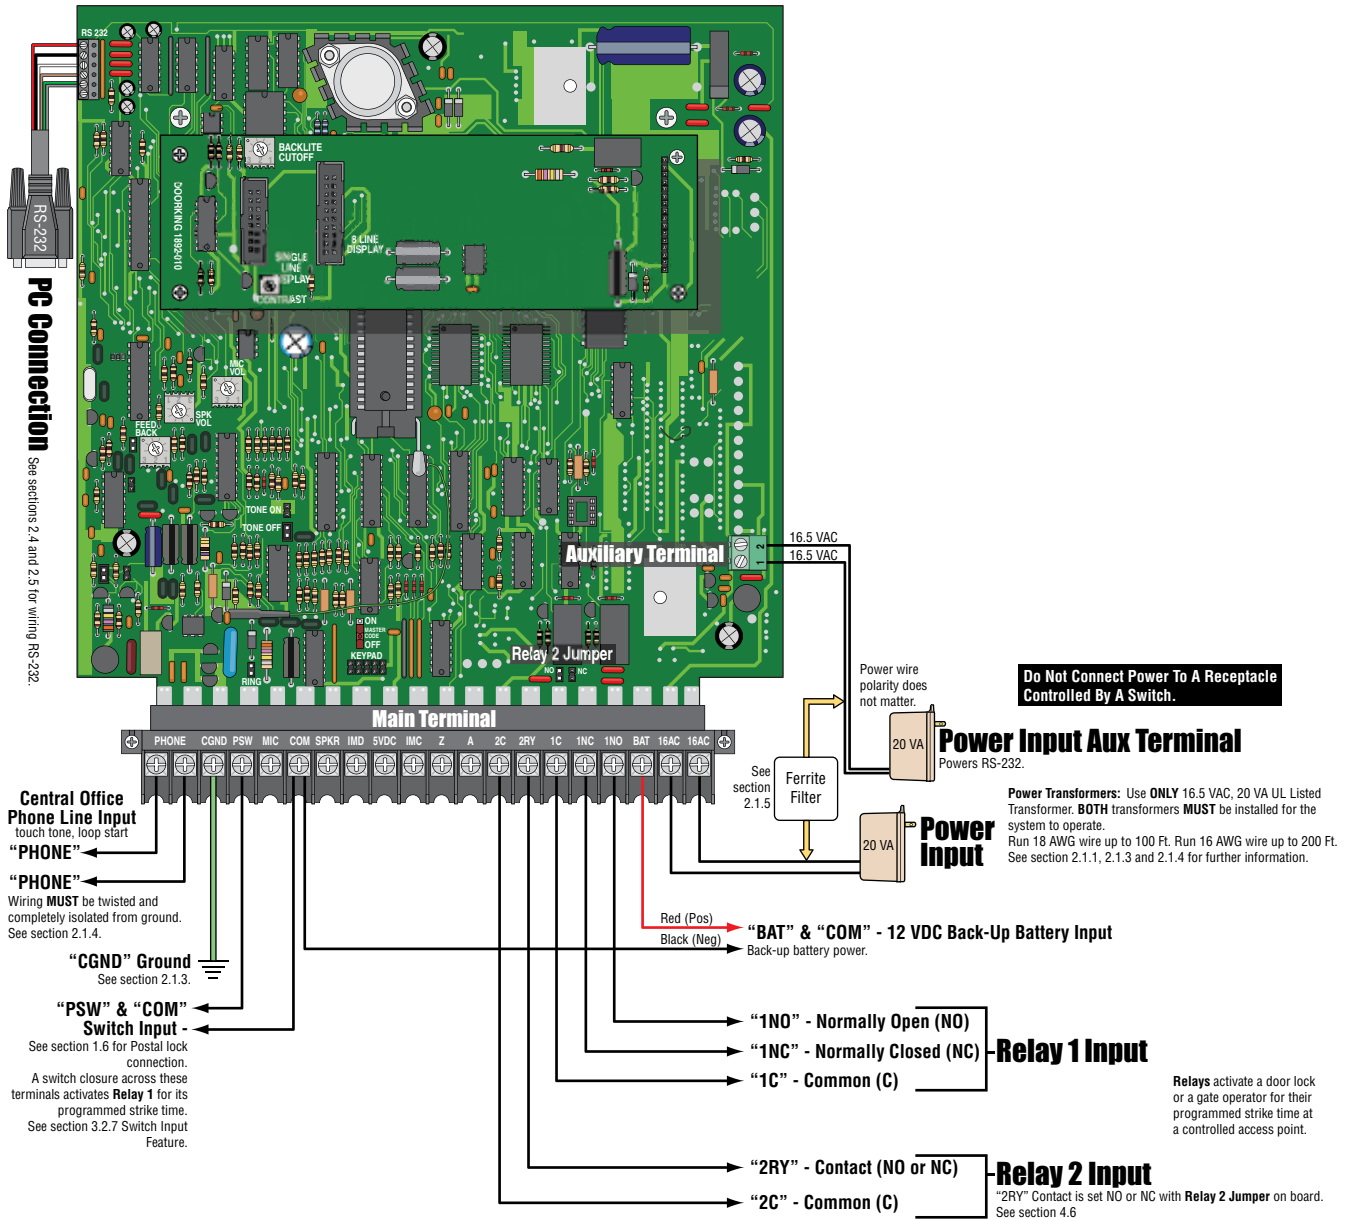 RS 232
BACKLITE
CUTOFF
DOORKING 1892-010
8 LINE
DISPLAY
SINGLE
LINE
DISPLAY
CONTRAST
RS-232
PC Connection
See sections 2.4 and 2.5 for wiring RS-232.
MIC
VOL
SPK
VOL
FEED
BACK
TONE ON
TONE OFF
Auxiliary Terminal
2
1
16.5 VAC
16.5 VAC
ON
MASTER
CODE
OFF
KEYPAD
RING
Relay 2 Jumper
NO
NC
Main Terminal
PHONE CGND PSW MIC COM SPKR IMD 5VDC IMC Z A 2C 2RY 1C 1NC 1NO BAT 16AC 16AC
Power wire
polarity does
not matter.
Do Not Connect Power To A Receptacle
Controlled By A Switch.
20 VA
Power Input Aux Terminal
Powers RS-232.
See
section
2.1.5
Ferrite
Filter
20 VA
Power
Input
Power Transformers: Use ONLY 16.5 VAC, 20 VA UL Listed
Transformer. BOTH transformers MUST be installed for the
system to operate.
Run 18 AWG wire up to 100 Ft. Run 16 AWG wire up to 200 Ft.
See section 2.1.1, 2.1.3 and 2.1.4 for further information.
Central Office
Phone Line Input
touch tone, loop start
“PHONE”
“PHONE”
Wiring MUST be twisted and
completely isolated from ground.
See section 2.1.4.
“CGND” Ground
See section 2.1.3.
“PSW” & “COM”
Switch Input -
See section 1.6 for Postal lock
connection.
A switch closure across these
terminals activates Relay 1 for its
programmed strike time.
See section 3.2.7 Switch Input
Feature.
Red (Pos)
Black (Neg)
“BAT” & “COM” - 12 VDC Back-Up Battery Input
Back-up battery power.
“1NO” - Normally Open (NO)
“1NC” - Normally Closed (NC)
“1C” - Common (C)
Relay 1 Input
Relays activate a door lock
or a gate operator for their
programmed strike time at
a controlled access point.
“2RY” - Contact (NO or NC)
“2C” - Common (C)
Relay 2 Input
“2RY” Contact is set NO or NC with Relay 2 Jumper on board.
See section 4.6